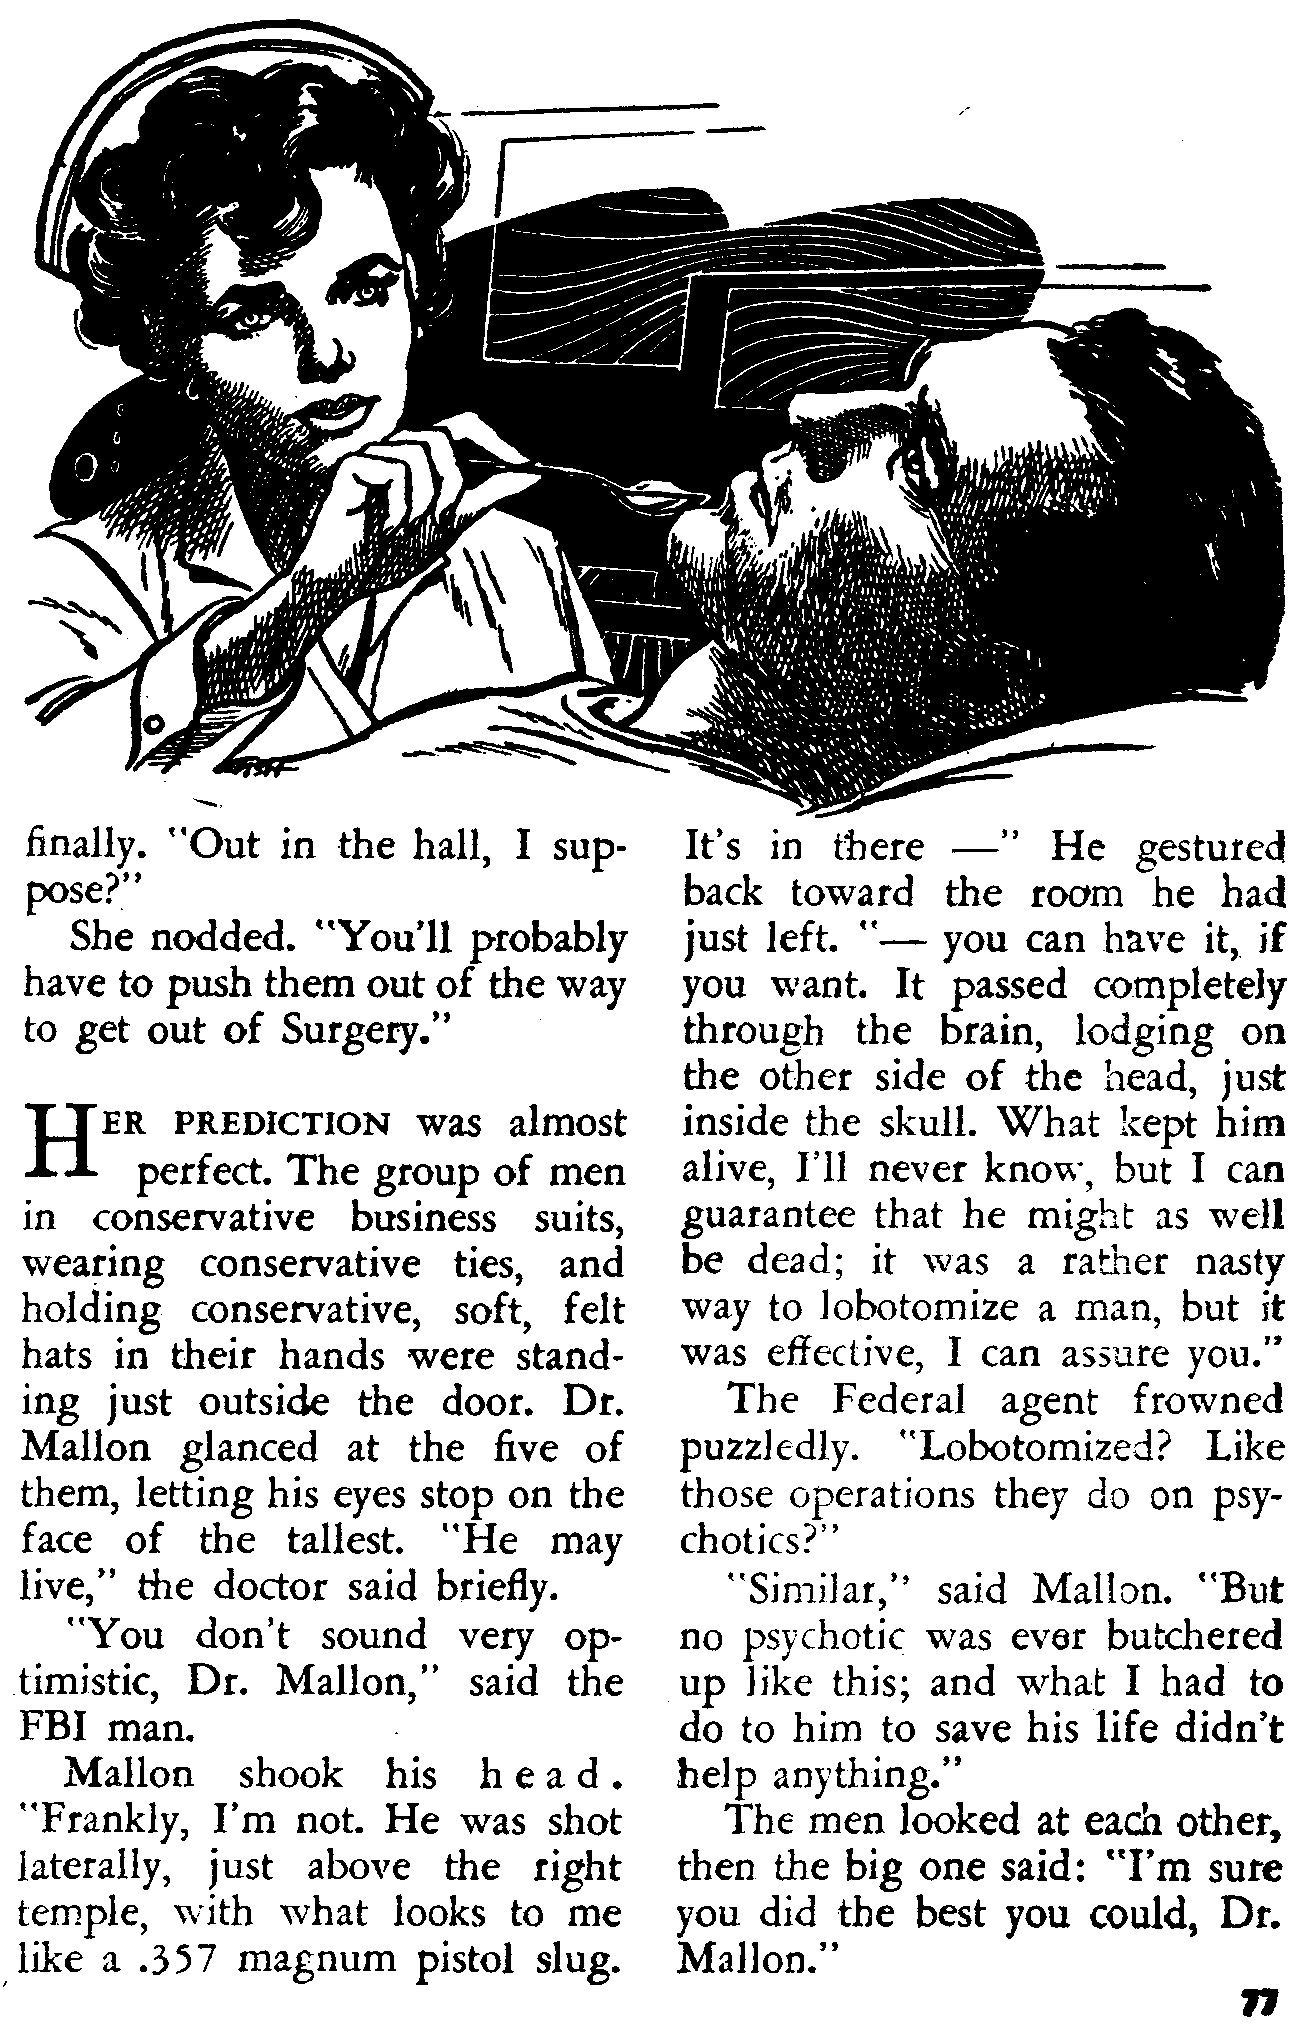 finally. "Out in the hall, I sup-
pose?"
She nodded. "You'll probably
have to push them out of the way
to get out of Surgery."
HER PREDICTION was almost
perfect. The group of men
in conservative business suits,
wearing conservative ties, and
holding conservative, soft, felt
hats in their hands were stand-
ing just outside the door. Dr.
Mallon glanced at the five of
them, letting his eyes stop on the
face of the tallest. "He may
live," the doctor said briefly.
"You don't sound very op-
timistic, Dr. Mallon," said the
FBI man.
Mallon shook his head.
"Frankly, I'm not. He was shot
laterally, just above the right
temple, with what looks to me
like a .357 magnum pistol slug.
It's in there —" He gestured
back toward the room he had
just left. "— you can have it, if
you want. It passed completely
through the brain, lodging on
the other side of the head, just
inside the skull. What kept him
alive, I'll never know, but I can
guarantee that he might as well
be dead; it was a rather nasty
way to lobotomize a man, but it
was effective, I can assure you."
The Federal agent frowned
puzzledly. "Lobotomized? Like
those operations they do on psy-
chotics?"
"Similar," said Mallon. "But
no psychotic was ever butchered
up like this; and what I had to
do to him to save his life didn't
help anything."
The men looked at each other,
then the big one said: "I'm sure
you did the best you could, Dr.
Mallon."
77